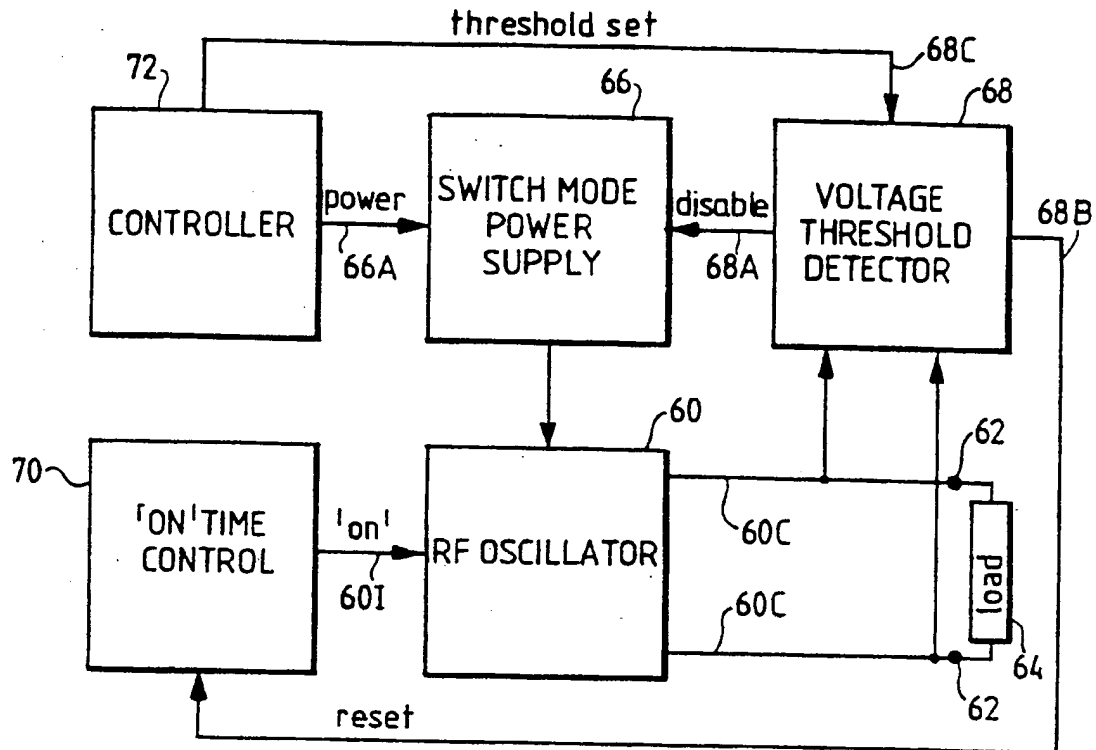 threshold set
68C
72
66
68
CONTROLLER
power
66A
SWITCH MODE
POWER
SUPPLY
disable
68A
VOLTAGE
THRESHOLD
DETECTOR
68B
60
62
70
'ON' TIME
CONTROL
'on'
60I
RF OSCILLATOR
60C
60C
load
64
62
reset